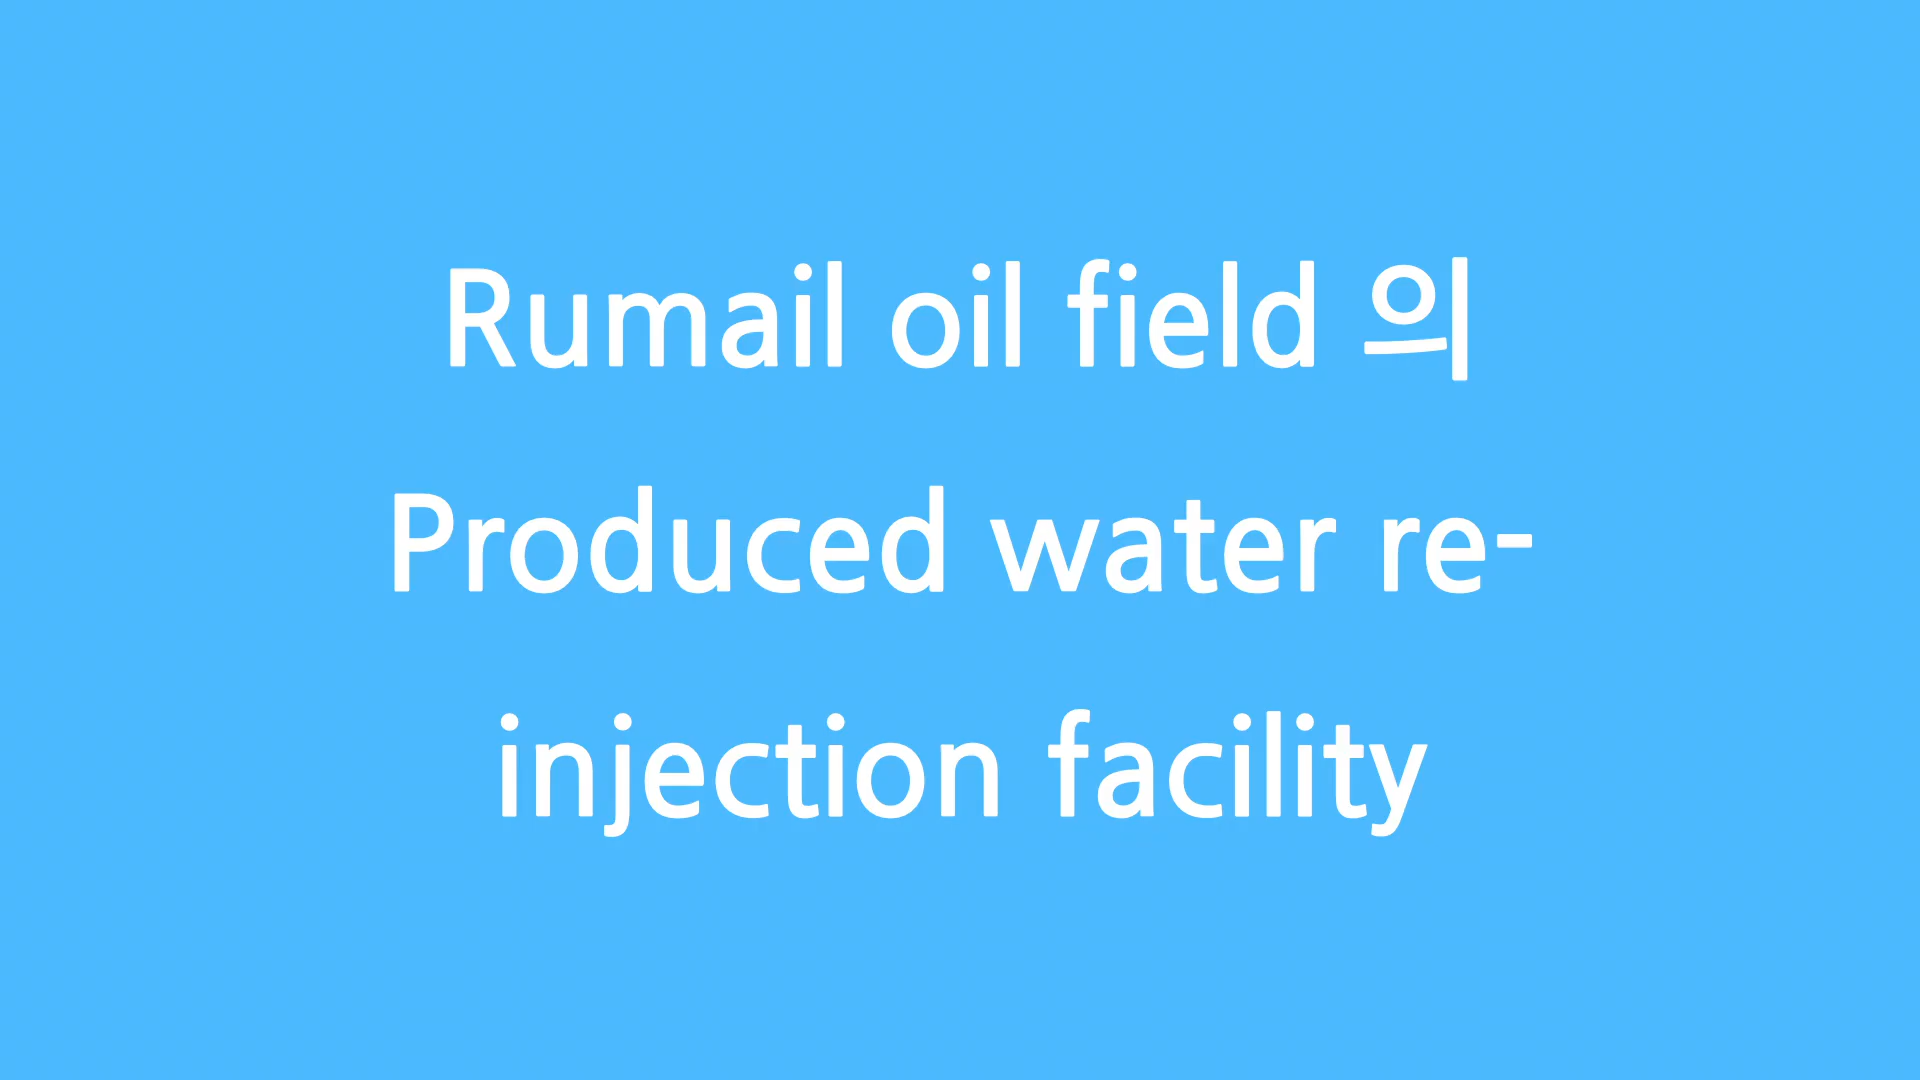 Rumail oil field 의
Produced water re-
injection facility